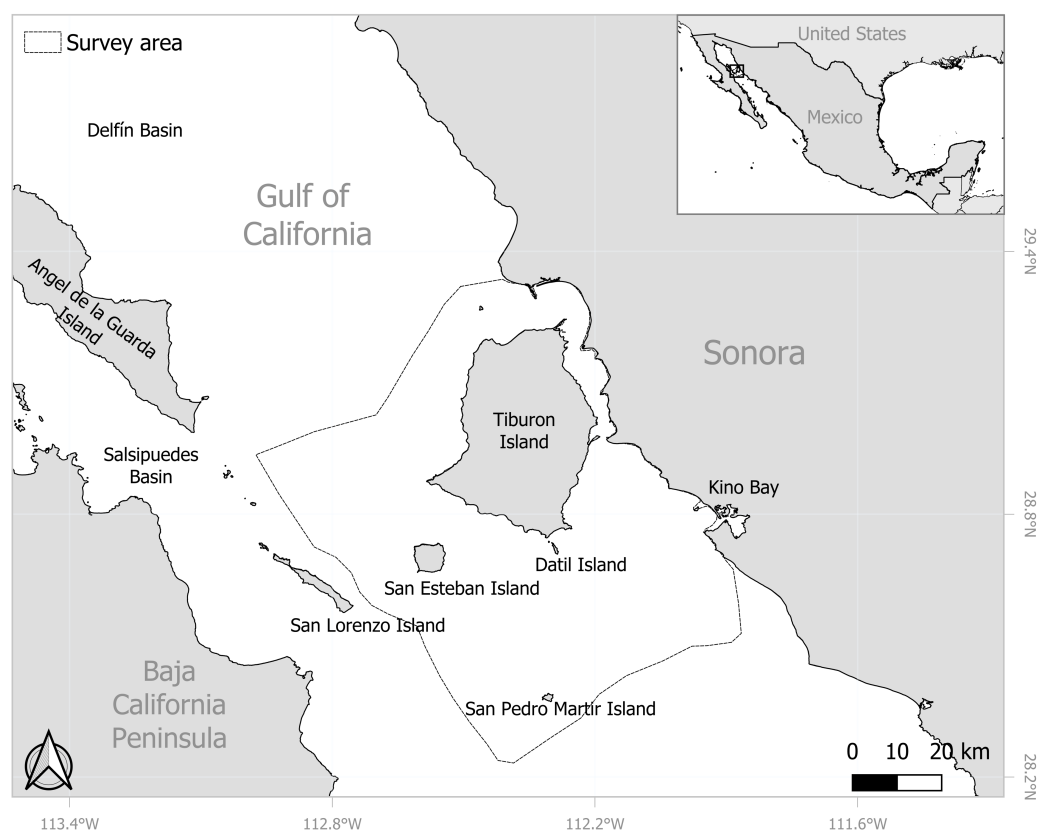 Survey area
United States
Mexico
Delfín Basin
Gulf of
California
29.4°N
Angel de la Guarda
Island
Sonora
Tiburon
Island
Salsipuedes
Basin
Kino Bay
28.8°N
Datil Island
San Esteban Island
San Lorenzo Island
Baja
California
Peninsula
San Pedro Martir Island
0 10 20 km
28.2°N
113.4°W 112.8°W 112.2°W 111.6°W